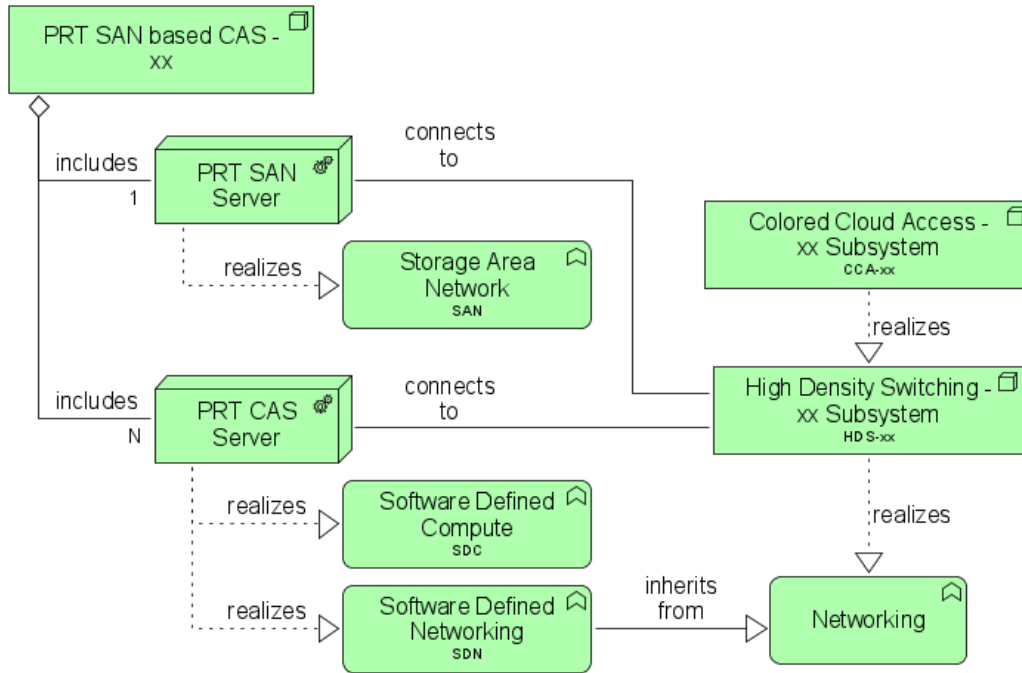 PRT SAN based CAS -
xx
includes
1
PRT SAN
Server
connects
to
realizes
Storage Area
Network
SAN
Colored Cloud Access -
xx Subsystem
CCA-xx
realizes
includes
N
PRT CAS
Server
connects
to
High Density Switching -
xx Subsystem
HDS-xx
realizes
Software Defined
Compute
SDC
realizes
realizes
Software Defined
Networking
SDN
inherits
from
Networking